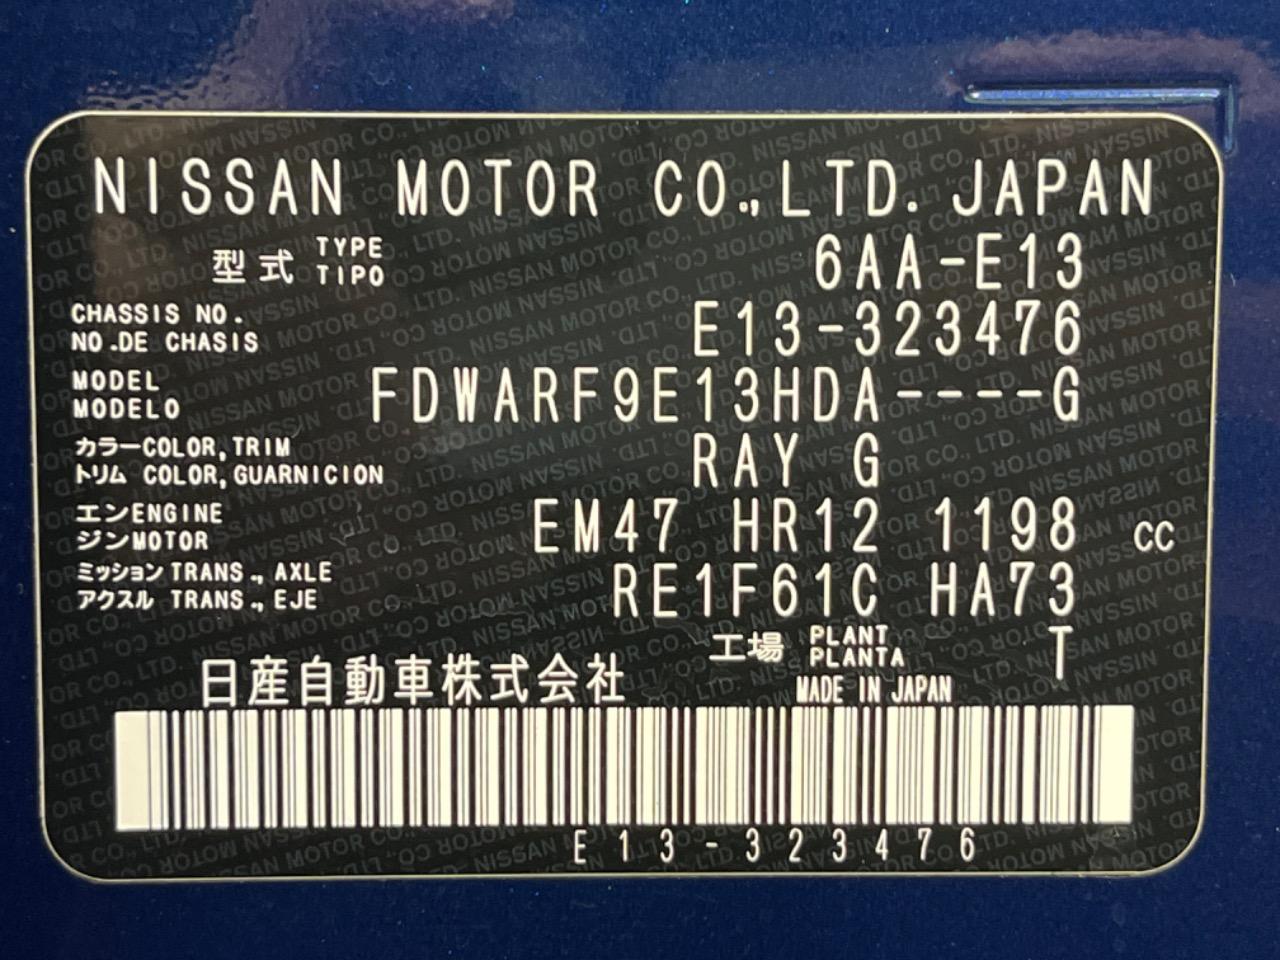 NISSAN MOTOR CO.,LTD. JAPAN
型式 TYPE TIPO 6AA-E13
CHASSIS NO.
NO.DE CHASIS E13-323476
MODEL
MODELO FDWARF9E13HDA----G
カラーCOLOR,TRIM
トリム COLOR,GUARNICION RAY G
エンENGINE
ジンMOTOR EM47 HR12 1198 cc
ミッションTRANS., AXLE
アクスル TRANS., EJE RE1F61C HA73
工場 PLANT PLANTA T
日産自動車株式会社 MADE IN JAPAN
E13-323476